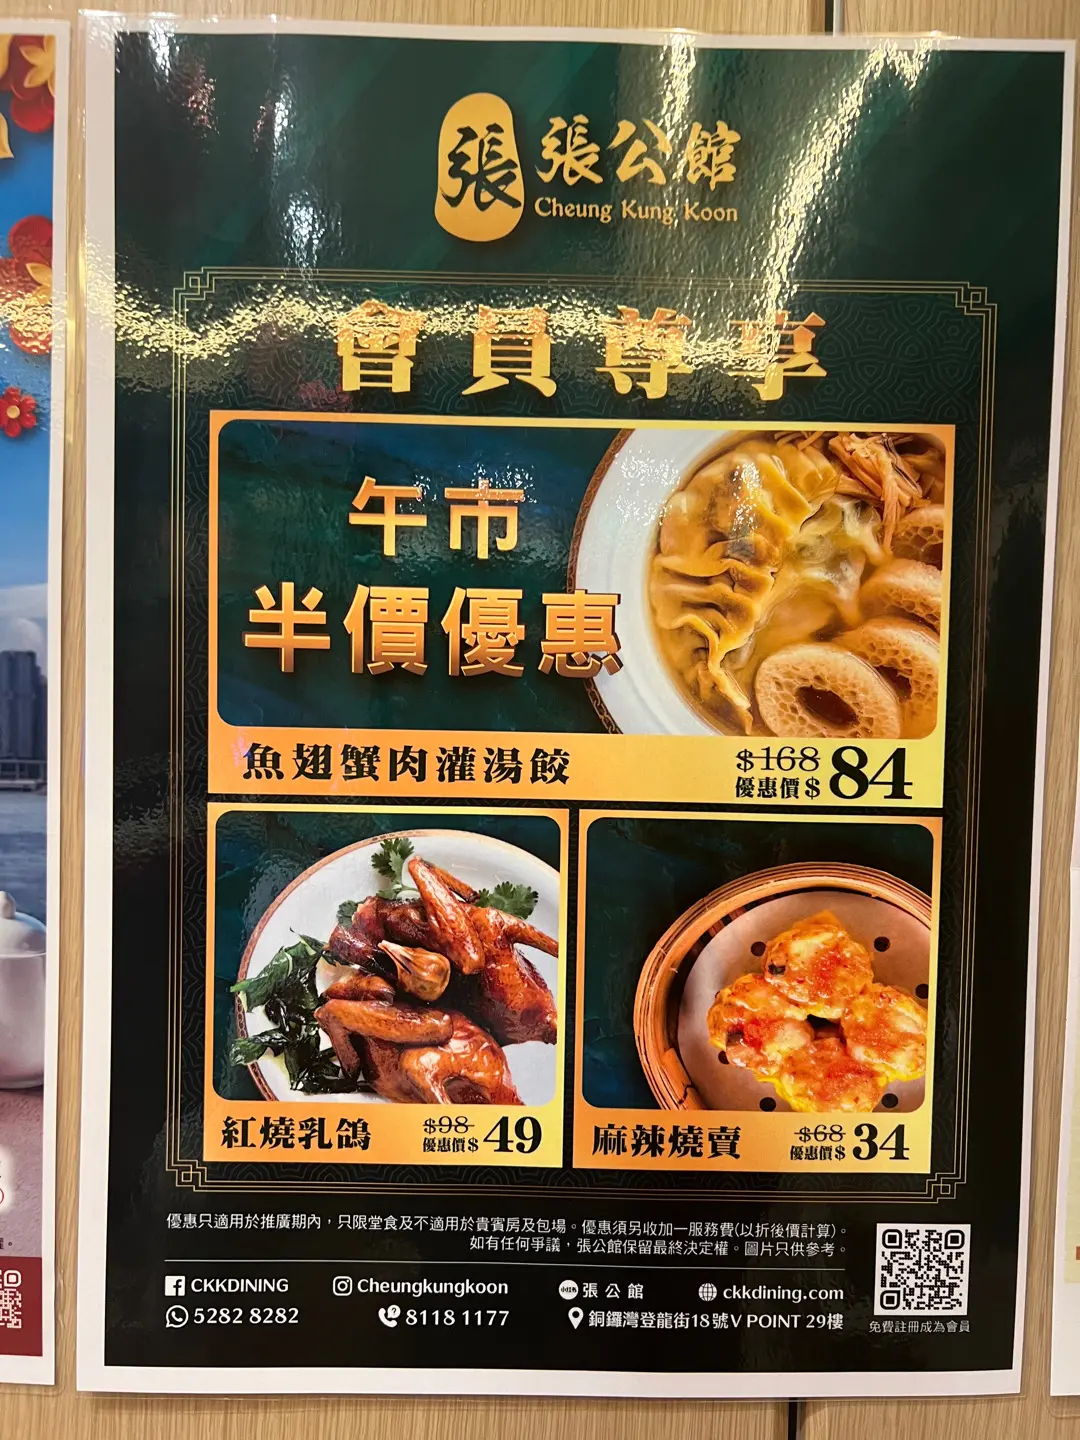 張 張公館
Cheung Kung Koon
會員尊享
午市
半價優惠
魚翅蟹肉灌湯餃
$168
優惠價$ 84
紅燒乳鴿
$98
優惠價$ 49
麻辣燒賣
$68
優惠價$ 34
優惠只適用於推廣期內，只限堂食及不適用於貴賓房及包場。優惠須另收加一服務費(以折後價計算)。
如有任何爭議，張公館保留最終決定權。圖片只供參考。
CKKDINING Cheungkungkoon 小红书 張公館 ckkdining.com
5282 8282 8118 1177 銅鑼灣登龍街18號V POINT 29樓
免費註冊成為會員